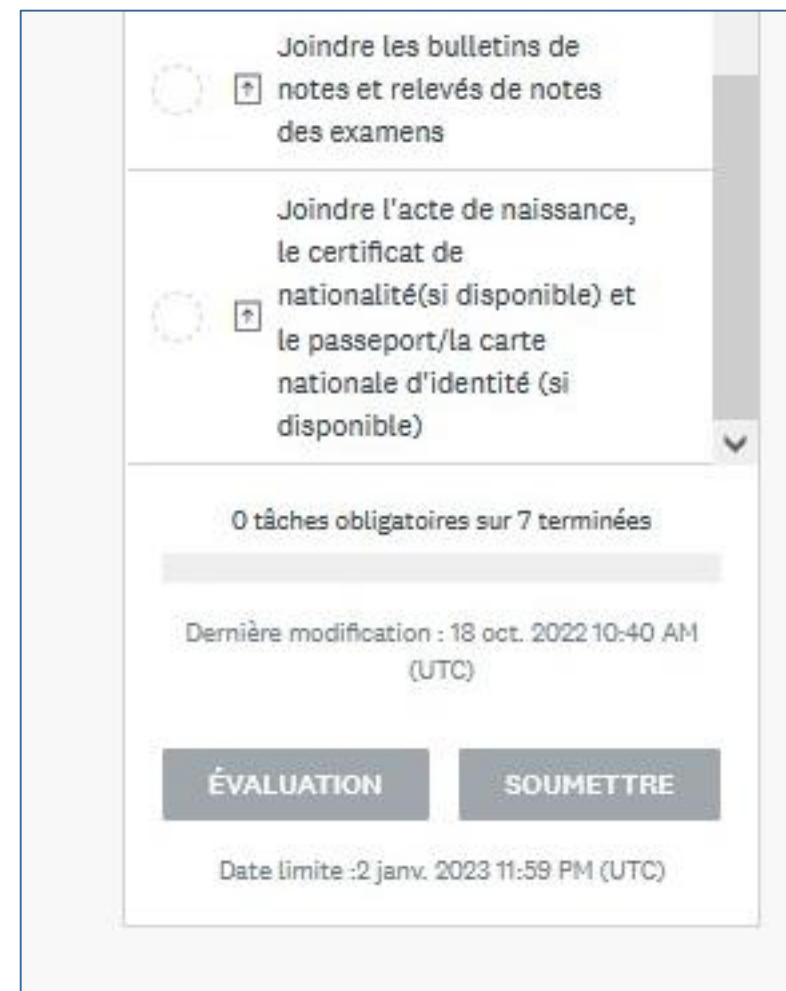 Joindre les bulletins de
notes et relevés de notes
des examens
Joindre l'acte de naissance,
le certificat de
nationalité(si disponible) et
le passeport/la carte
nationale d'identité (si
disponible)
0 tâches obligatoires sur 7 terminées
Dernière modification : 18 oct. 2022 10:40 AM
(UTC)
ÉVALUATION SOUMETTRE
Date limite :2 janv. 2023 11:59 PM (UTC)